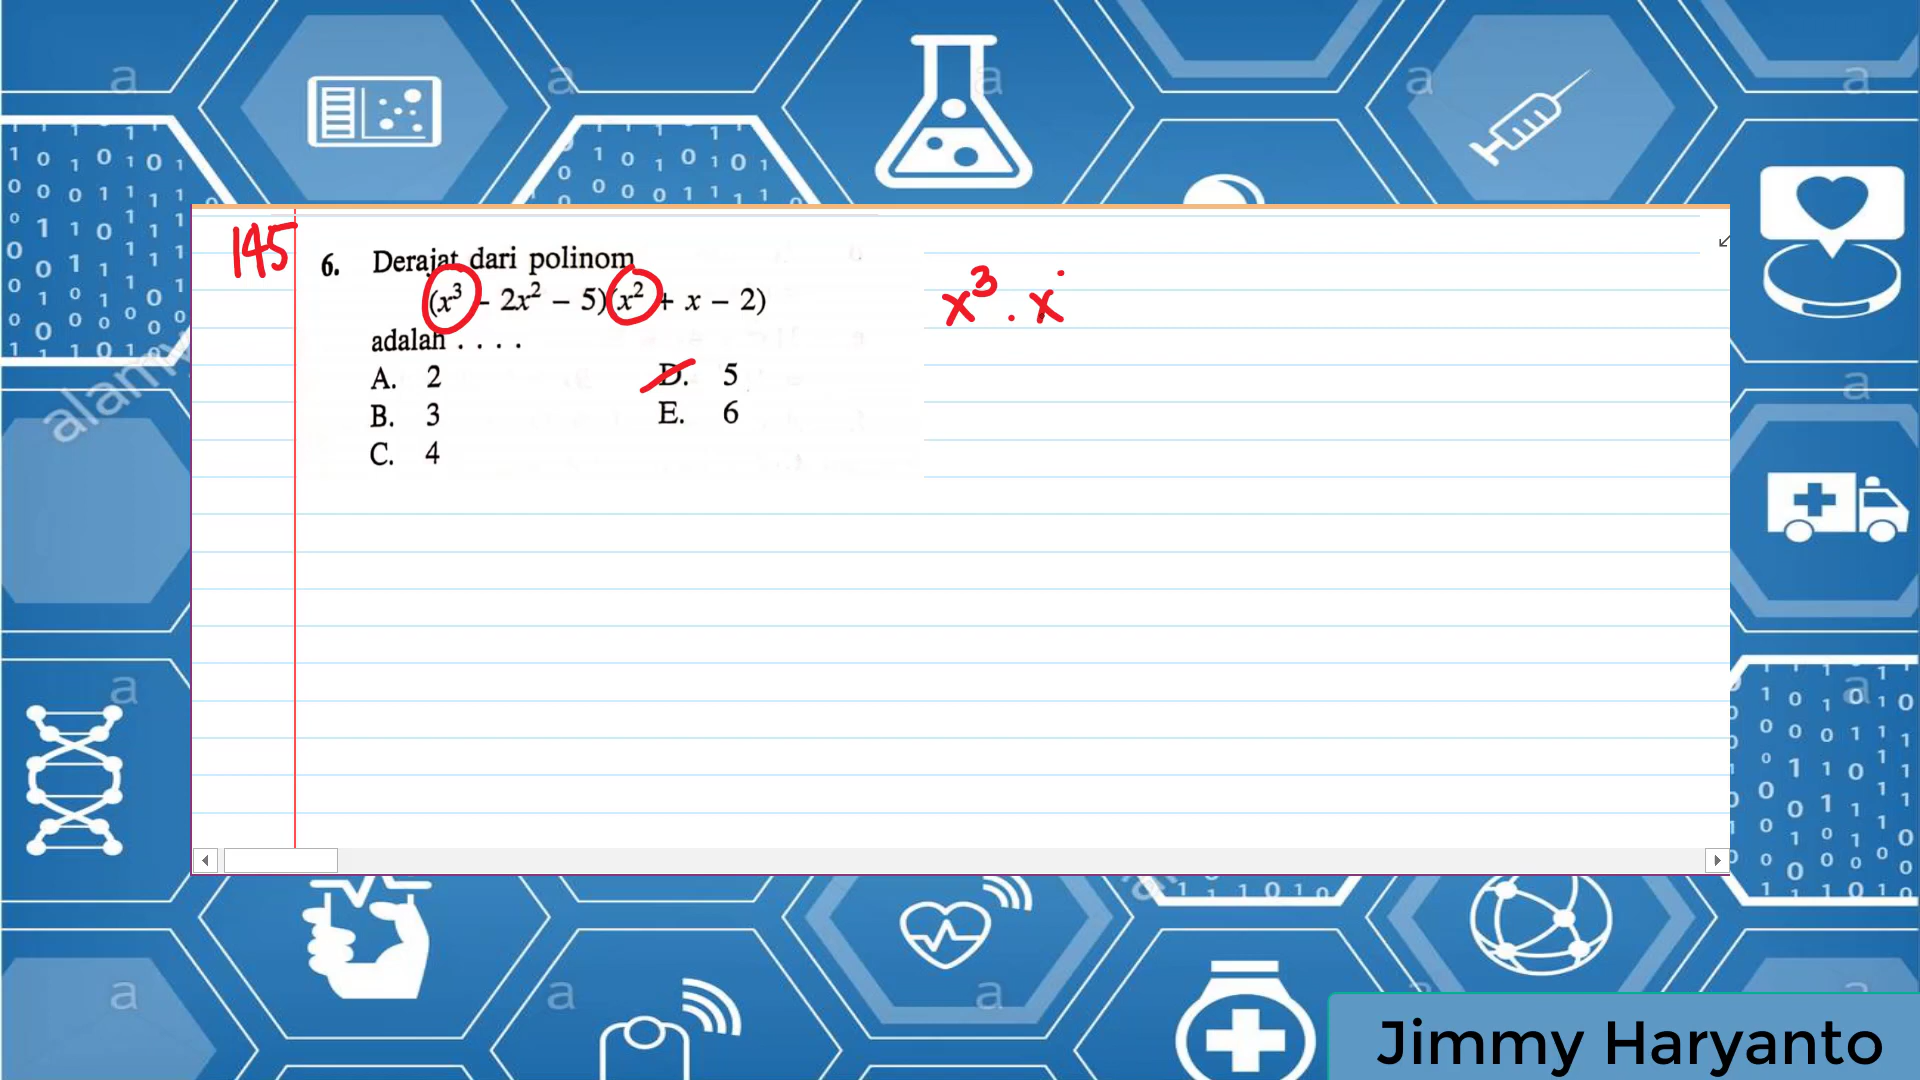 145
6. Derajat dari polinom
(x³ – 2x² – 5)(x² + x – 2)
adalah . . . .
A. 2
B. 3
C. 4
D. 5
E. 6
x³ . x
alamy
a
Jimmy Haryanto